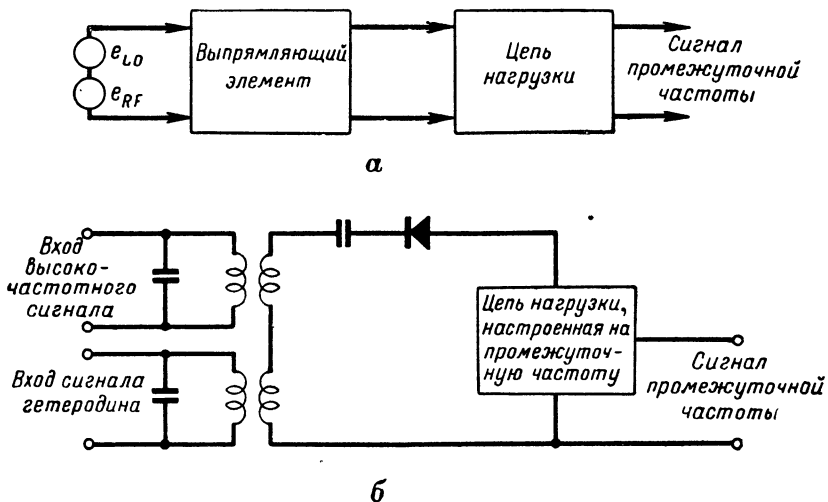 e_LO
e_RF
Выпрямляющий
элемент
Цепь
нагрузки
Сигнал
промежуточной
частоты
а
Вход
высоко-
частотного
сигнала
Вход сигнала
гетеродина
Цепь нагрузки,
настроенная на
промежуточ-
ную частоту
Сигнал
промежуточной
частоты
б